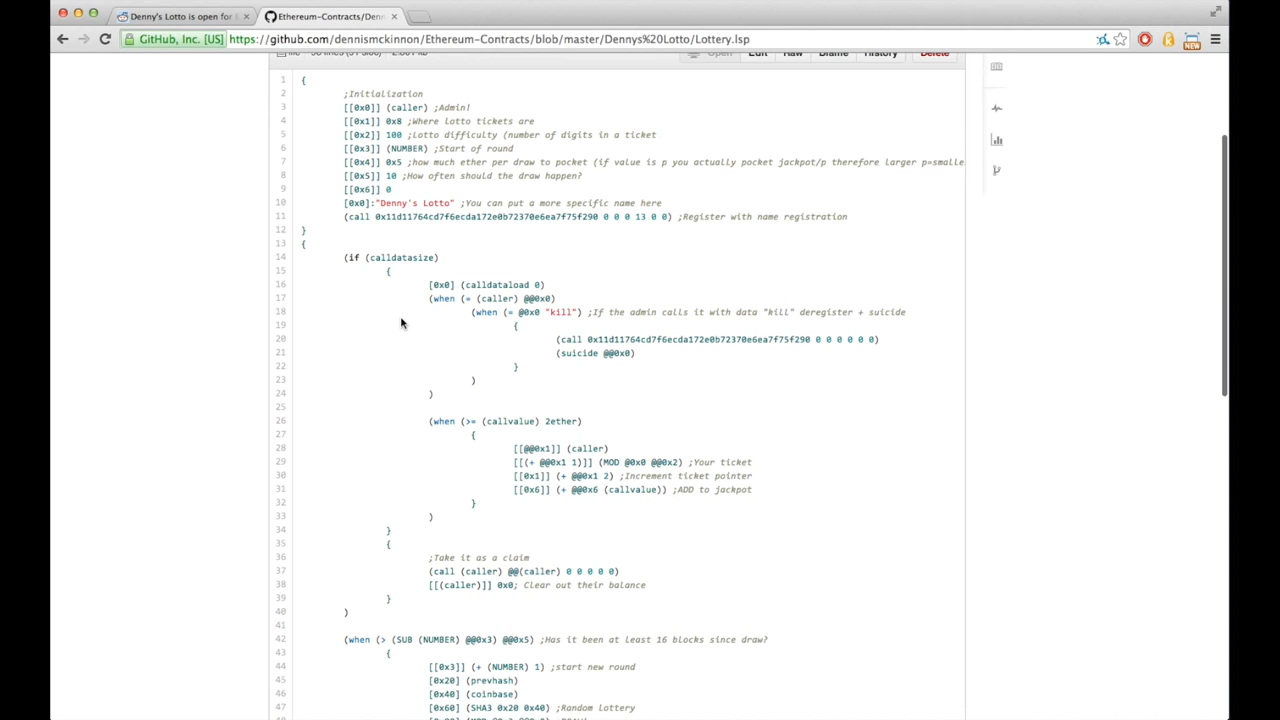 Denny's Lotto is open for
Ethereum-Contracts/Denn
GitHub, Inc. [US]
https://github.com/dennismckinnon/Ethereum-Contracts/blob/master/Dennys%20Lotto/Lottery.lsp
NEW
Open Edit Raw Blame History Delete
1 {
2 ;Initialization
3 [[0x0]] (caller) ;Admin!
4 [[0x1]] 0x8 ;Where lotto tickets are
5 [[0x2]] 100 ;Lotto difficulty (number of digits in a ticket
6 [[0x3]] (NUMBER) ;Start of round
7 [[0x4]] 0x5 ;how much ether per draw to pocket (if value is p you actually pocket jackpot/p therefore larger p=smalle
8 [[0x5]] 10 ;How often should the draw happen?
9 [[0x6]] 0
10 [0x0]:"Denny's Lotto" ;You can put a more specific name here
11 (call 0x11d11764cd7f6ecda172e0b72370e6ea7f75f290 0 0 0 13 0 0) ;Register with name registration
12 }
13 {
14 (if (calldatasize)
15 {
16 [0x0] (calldataload 0)
17 (when (= (caller) @@0x0)
18 (when (= @0x0 "kill") ;If the admin calls it with data "kill" deregister + suicide
19 {
20 (call 0x11d11764cd7f6ecda172e0b72370e6ea7f75f290 0 0 0 0 0 0)
21 (suicide @@0x0)
22 }
23 )
24 )
25
26 (when (>= (callvalue) 2ether)
27 {
28 [[@@0x1]] (caller)
29 [[(+ @@0x1 1)]] (MOD @0x0 @@0x2) ;Your ticket
30 [[0x1]] (+ @@0x1 2) ;Increment ticket pointer
31 [[0x6]] (+ @@0x6 (callvalue)) ;ADD to jackpot
32 }
33 )
34 }
35 {
36 ;Take it as a claim
37 (call (caller) @@(caller) 0 0 0 0 0)
38 [[(caller)]] 0x0; Clear out their balance
39 }
40 )
41
42 (when (> (SUB (NUMBER) @@0x3) @@0x5) ;Has it been at least 16 blocks since draw?
43 {
44 [[0x3]] (+ (NUMBER) 1) ;start new round
45 [0x20] (prevhash)
46 [0x40] (coinbase)
47 [0x60] (SHA3 0x20 0x40) ;Random lottery